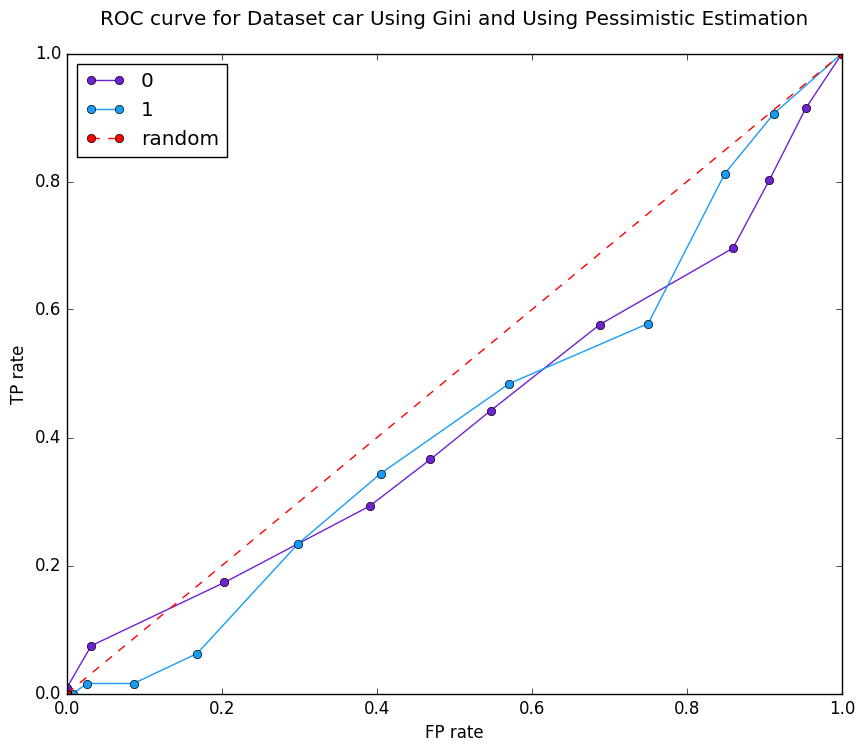 ROC curve for Dataset car Using Gini and Using Pessimistic Estimation
1.0
0
1
random
0.8
0.6
TP rate
0.4
0.2
0.0
0.0 0.2 0.4 0.6 0.8 1.0
FP rate